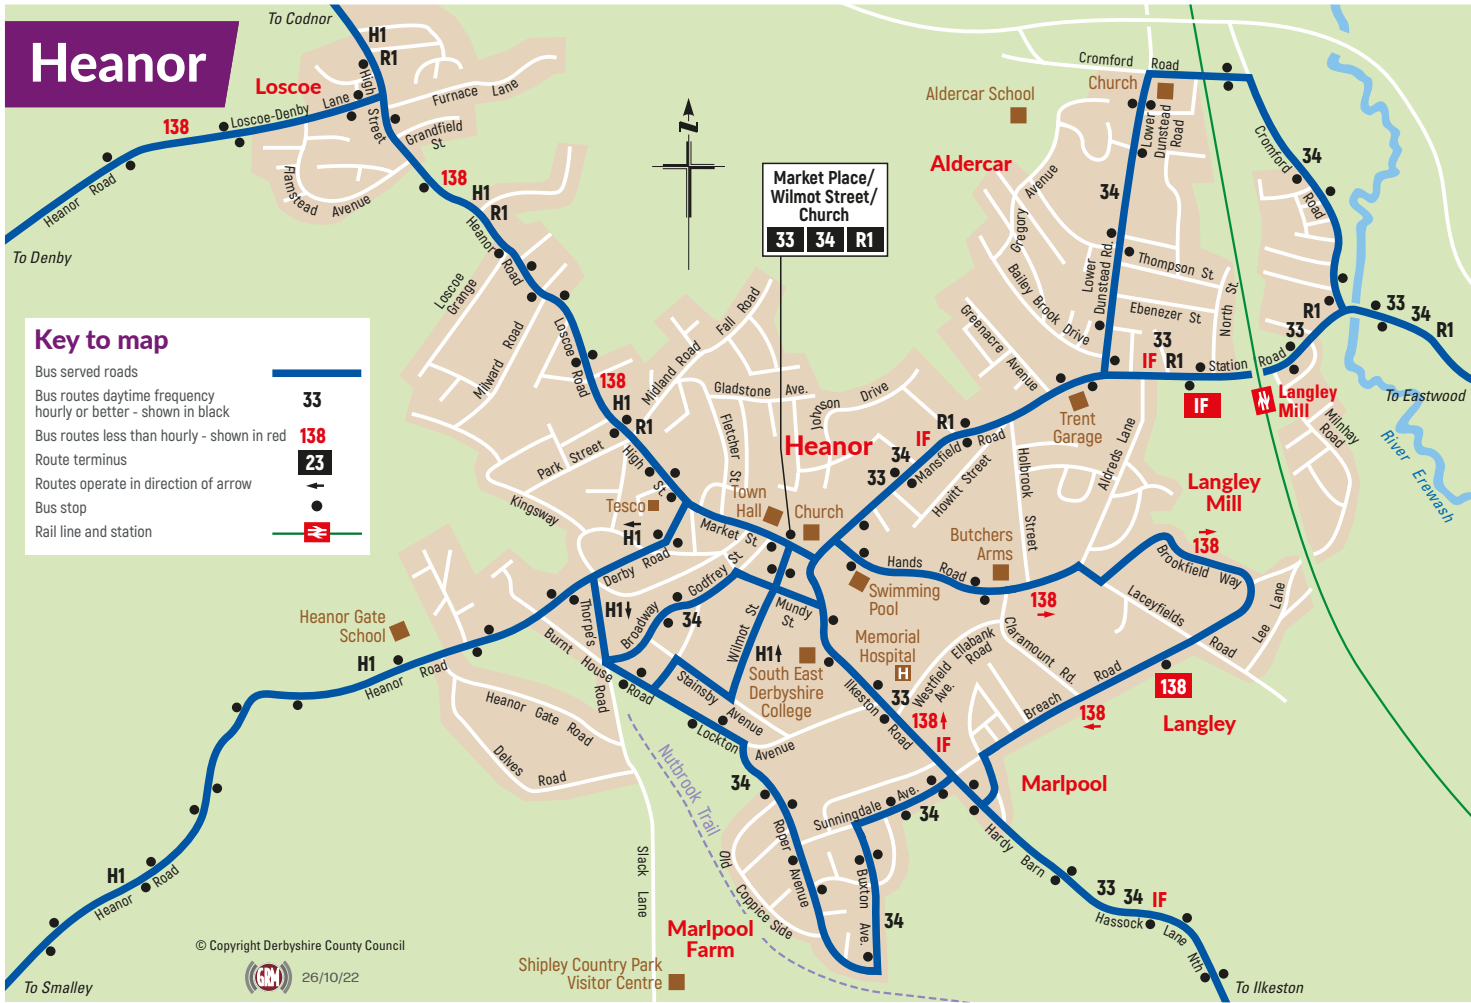 Heanor
To Codnor
H1
R1
Loscoe
High
Street
Furnace Lane
Loscoe-Denby Lane
138
Grandfield
St
Flamstead Avenue
Heanor Road
To Denby
138
H1
R1
Heanor
Road
Loscoe
Grange
Milward Road
Loscoe
Road
138
H1
R1
Midland Road
Fall Road
Gladstone Ave.
Johnson Drive
Fletcher St.
Park Street
High
St.
Kingsway
Market Place/
Wilmot Street/
Church
33 34 R1
Z
Key to map
Bus served roads
Bus routes daytime frequency
hourly or better - shown in black
33
Bus routes less than hourly - shown in red
138
Route terminus
23
Routes operate in direction of arrow
Bus stop
Rail line and station
Aldercar School
Aldercar
Cromford Road
Church
Lower
Dunstead
Road
34
Cromford
Road
34
Gregory Avenue
Bailey Brook Drive
Lower
Dunstead Rd.
Thompson St.
Ebenezer St
North St.
Greenacre Avenue
33
IF R1
Station Road
IF
R1
33
33
34
R1
To Eastwood
Langley
Mill
Milnhay
Road
River Erewash
Trent
Garage
Aldreds Lane
Heanor
R1
IF
34
33
Mansfield Road
Howitt Street
Holbrook
Street
Langley
Mill
138
Brookfield Way
Butchers
Arms
Hands Road
Swimming
Pool
138
Laceyfields
Road
Lee Lane
Tesco
Town
Hall
Church
Market St.
H1
Derby Road
Godfrey St
Broadway
34
Thorpe's
H1
Burnt House
Road
Road
Mundy
St
Wilmot St
H1
South East
Derbyshire
College
Memorial
Hospital
H
Westfield
Ave.
Ellabank
Road
Claramount Rd.
33
138
IF
Ilkeston
Road
Breach Road
138
138
Langley
Marlpool
Heanor Gate
School
H1
Heanor Road
Heanor Gate Road
Delves Road
Stainsby
Avenue
Lockton
Avenue
34
Nutbrook Trail
Slack Lane
Old
Coppice Side
Roper
Avenue
Sunningdale Ave.
34
Buxton
Ave.
34
Hardy Barn
33 34 IF
Hassock
Lane
Nth
To Ilkeston
H1
Heanor Road
To Smalley
Marlpool
Farm
Shipley Country Park
Visitor Centre
© Copyright Derbyshire County Council
GRM
26/10/22